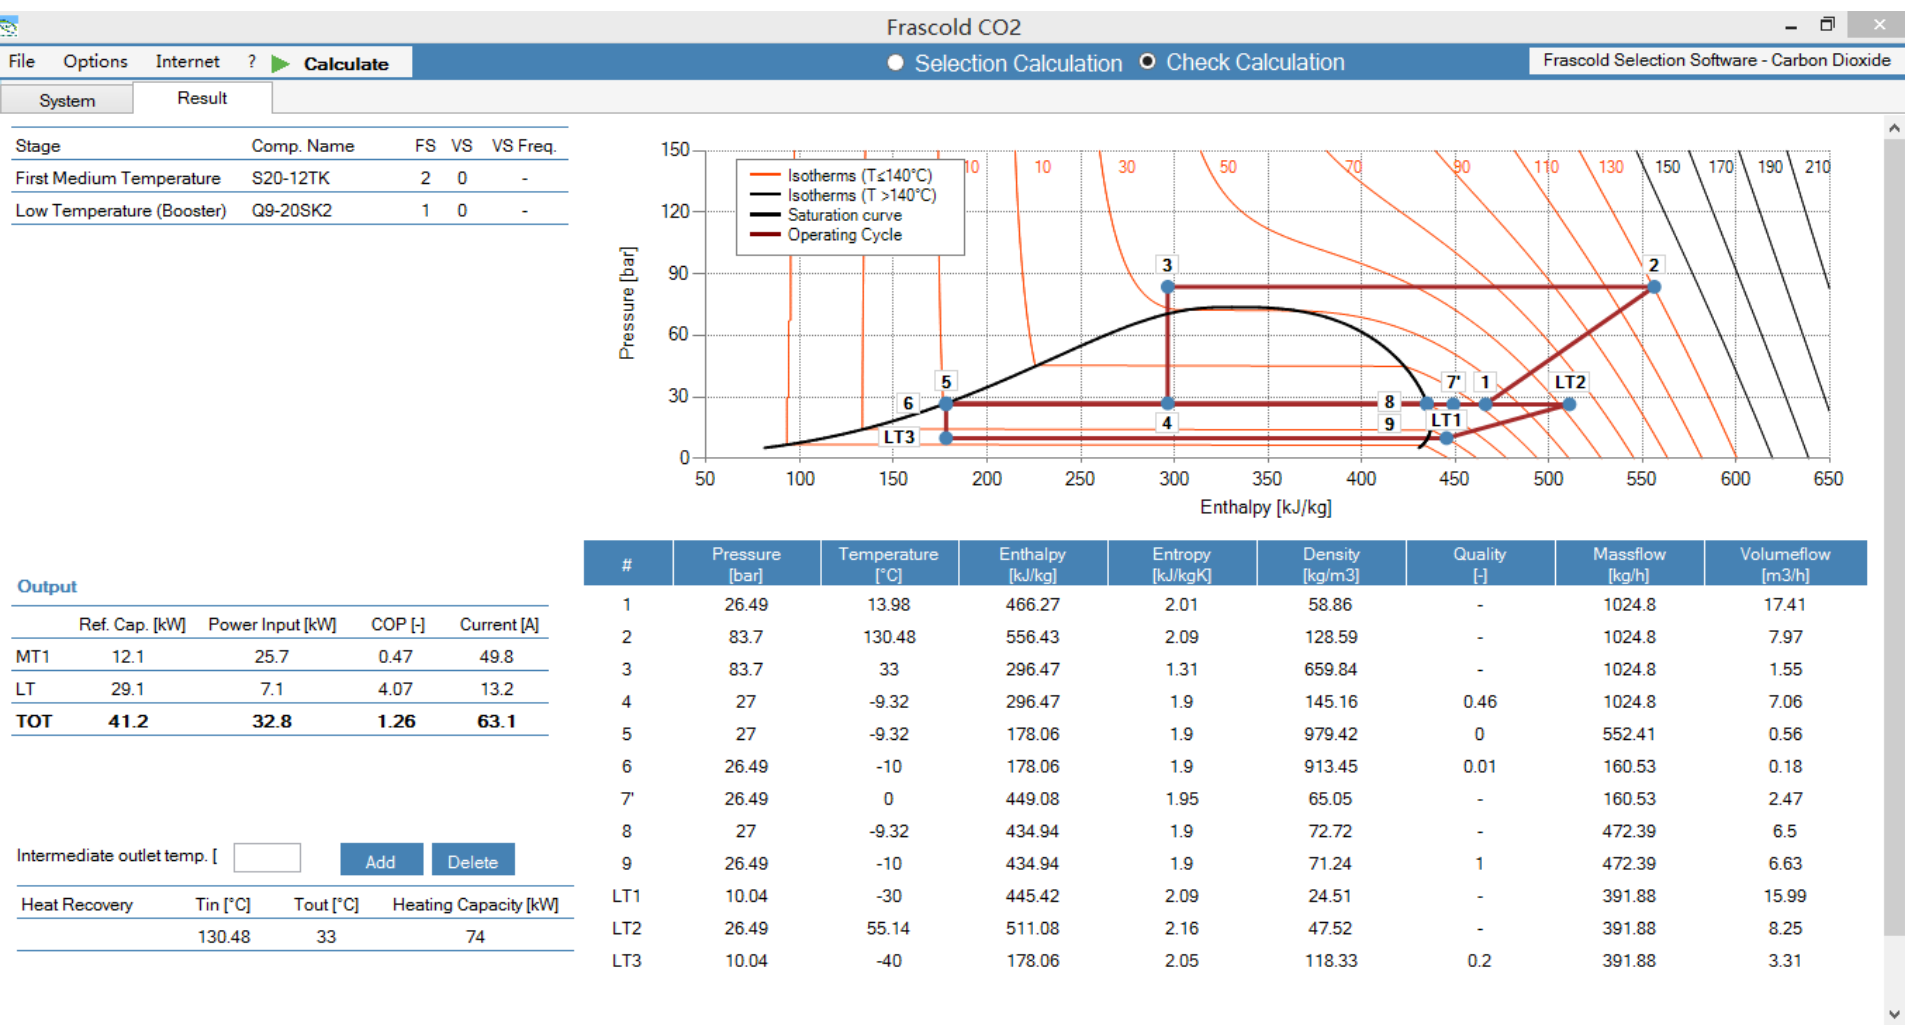 Frascold CO2
File Options Internet ? Calculate
Selection Calculation Check Calculation
Frascold Selection Software - Carbon Dioxide
System Result
Stage Comp. Name FS VS VS Freq.
First Medium Temperature S20-12TK 2 0 -
Low Temperature (Booster) Q9-20SK2 1 0 -
Output
Ref. Cap. [kW] Power Input [kW] COP [-] Current [A]
MT1 12.1 25.7 0.47 49.8
LT 29.1 7.1 4.07 13.2
TOT 41.2 32.8 1.26 63.1
Intermediate outlet temp. [ Add Delete
Heat Recovery Tin [°C] Tout [°C] Heating Capacity [kW]
130.48 33 74
Isotherms (T≤140°C)
Isotherms (T >140°C)
Saturation curve
Operating Cycle
10 10 30 50 70 90 110 130 150 170 190 210
Pressure [bar]
150
120
90
60
30
0
3 2
5 7' 1 LT2
6 8
4 9 LT1
LT3
50 100 150 200 250 300 350 400 450 500 550 600 650
Enthalpy [kJ/kg]
# Pressure [bar] Temperature [°C] Enthalpy [kJ/kg] Entropy [kJ/kgK] Density [kg/m3] Quality [-] Massflow [kg/h] Volumeflow [m3/h]
1 26.49 13.98 466.27 2.01 58.86 - 1024.8 17.41
2 83.7 130.48 556.43 2.09 128.59 - 1024.8 7.97
3 83.7 33 296.47 1.31 659.84 - 1024.8 1.55
4 27 -9.32 296.47 1.9 145.16 0.46 1024.8 7.06
5 27 -9.32 178.06 1.9 979.42 0 552.41 0.56
6 26.49 -10 178.06 1.9 913.45 0.01 160.53 0.18
7' 26.49 0 449.08 1.95 65.05 - 160.53 2.47
8 27 -9.32 434.94 1.9 72.72 - 472.39 6.5
9 26.49 -10 434.94 1.9 71.24 1 472.39 6.63
LT1 10.04 -30 445.42 2.09 24.51 - 391.88 15.99
LT2 26.49 55.14 511.08 2.16 47.52 - 391.88 8.25
LT3 10.04 -40 178.06 2.05 118.33 0.2 391.88 3.31